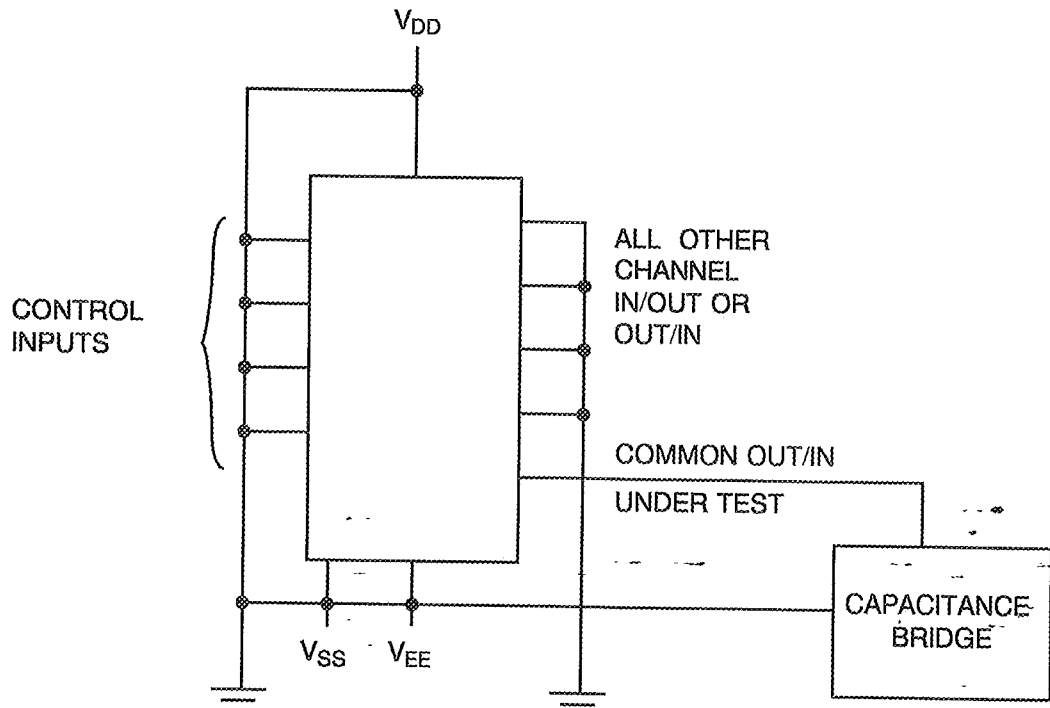 VDD
ALL OTHER
CHANNEL
IN/OUT OR
OUT/IN
CONTROL
INPUTS
COMMON OUT/IN
UNDER TEST
CAPACITANCE
BRIDGE
VSS
VEE